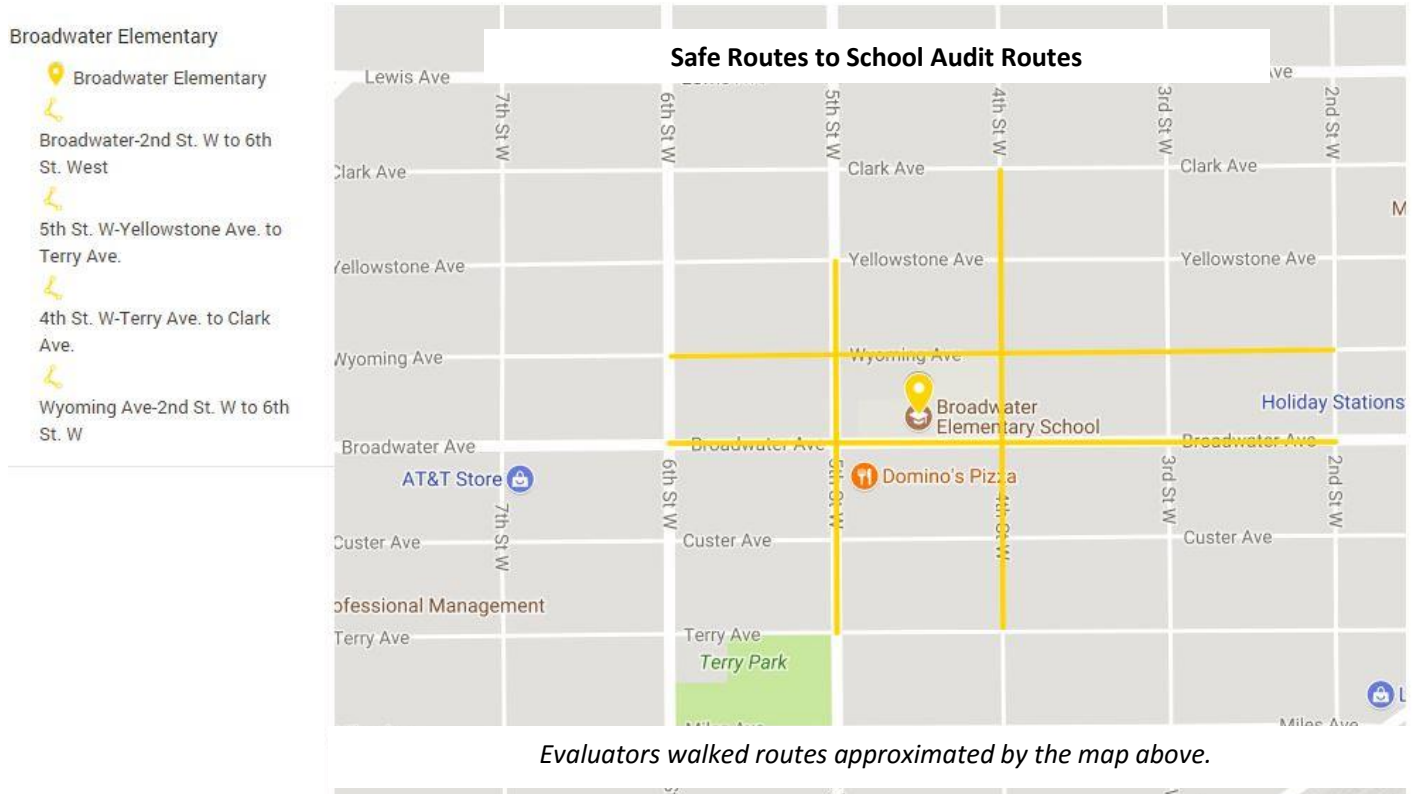 Broadwater Elementary
Broadwater Elementary
Broadwater-2nd St. W to 6th
St. West
5th St. W-Yellowstone Ave. to
Terry Ave.
4th St. W-Terry Ave. to Clark
Ave.
Wyoming Ave-2nd St. W to 6th
St. W
Safe Routes to School Audit Routes
Lewis Ave
7th St W
6th St W
5th St W
4th St W
3rd St W
2nd St W
Clark Ave
Clark Ave
Clark Ave
M
Yellowstone Ave
Yellowstone Ave
Yellowstone Ave
Wyoming Ave
Wyoming Ave
Broadwater
Elementary School
Holiday Stations
Broadwater Ave
Broadwater Ave
Broadwater Ave
AT&T Store
Domino's Pizza
7th St W
6th St W
5th St W
4th St W
3rd St W
2nd St W
Custer Ave
Custer Ave
Custer Ave
ofessional Management
Terry Ave
Terry Ave
Terry Park
L
Miles Ave
Evaluators walked routes approximated by the map above.